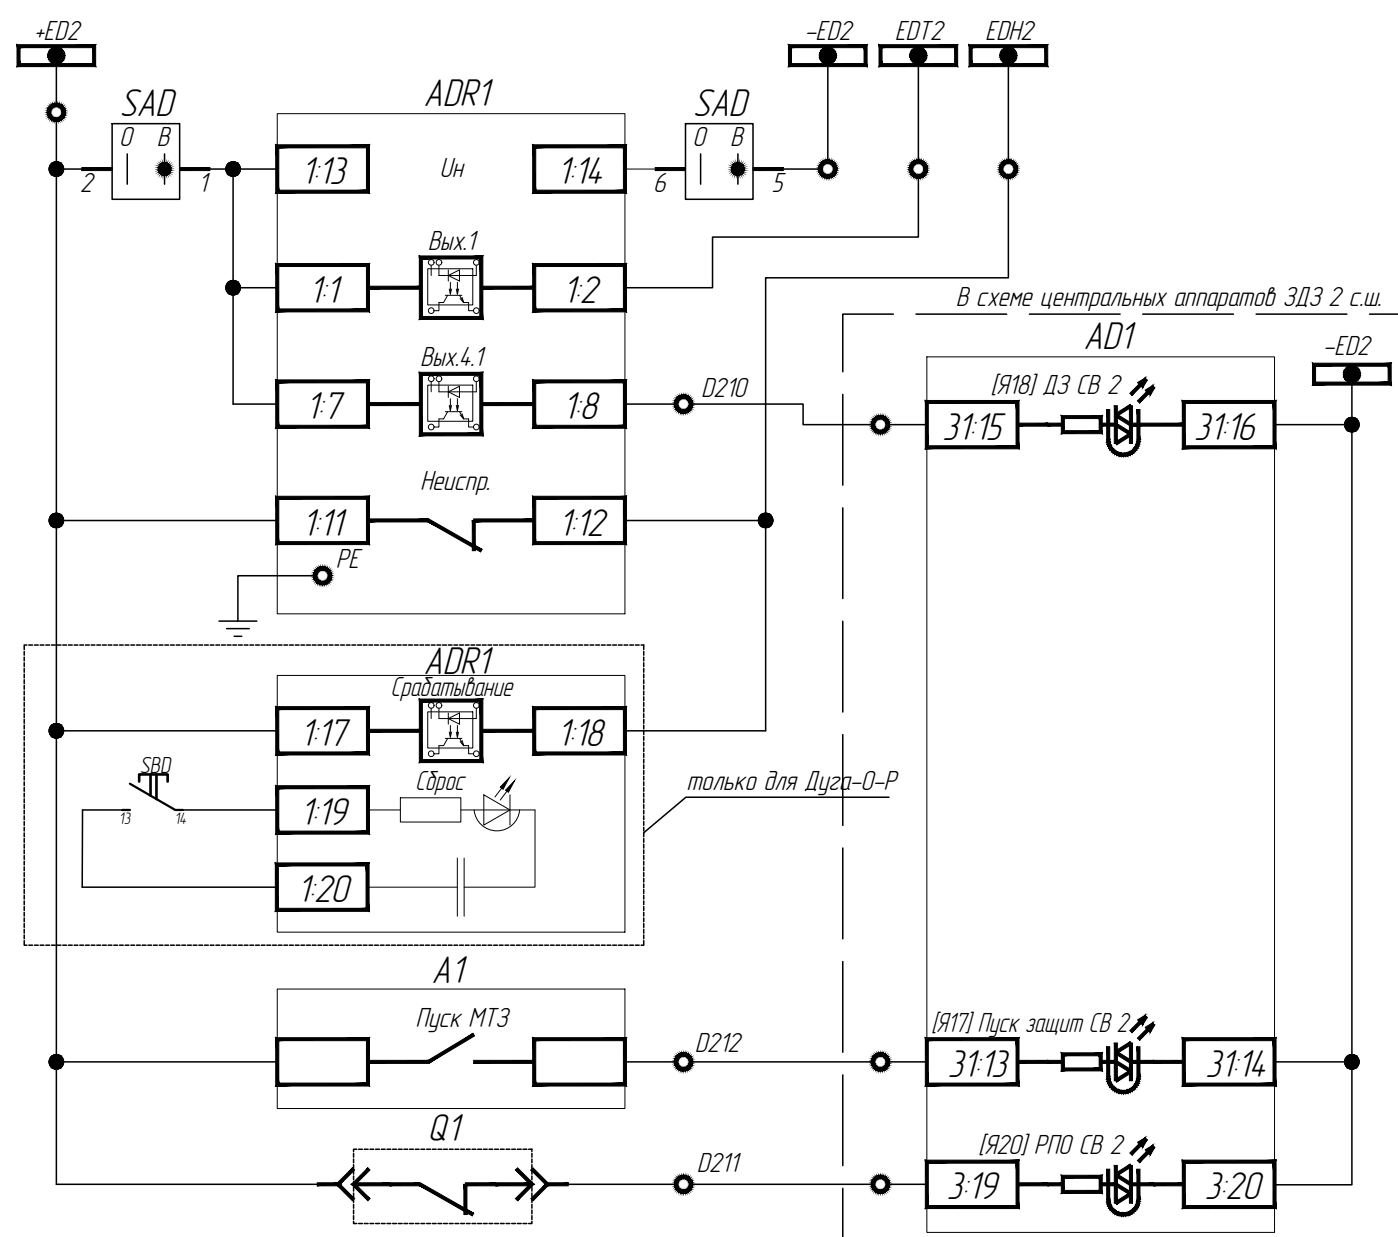 +ED2
-ED2
EDT2
EDH2
SAD
ADR1
SAD
О В
О В
2
1
1:13
Uн
1:14
6
5
Вых.1
1:1
1:2
В схеме центральных аппаратов ЗДЗ 2 с.ш.
AD1
-ED2
Вых.4.1
1:7
1:8
D210
[Я18] ДЗ СВ 2
31:15
31:16
Неиспр.
1:11
1:12
PE
ADR1
Срабатывание
1:17
1:18
SBD
13
14
Сброс
1:19
только для Дуга-О-Р
1:20
A1
Пуск МТЗ
D212
[Я17] Пуск защит СВ 2
31:13
31:14
Q1
D211
[Я20] РПО СВ 2
3:19
3:20